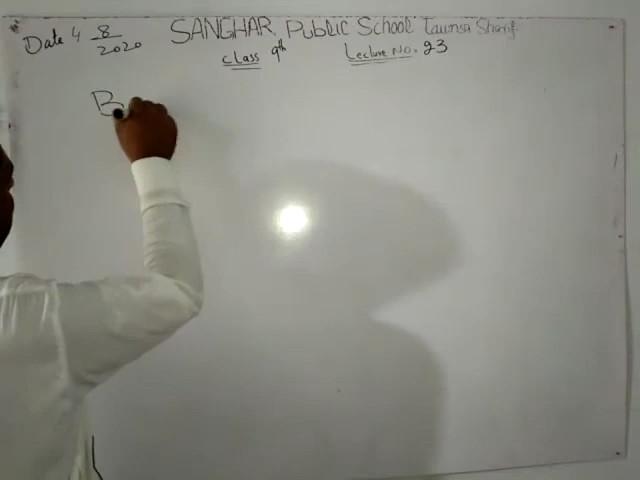 Date 4 8/2020 SANGHAR Public School Taunsa Sharif
Class 9th Lecture No. 23
B